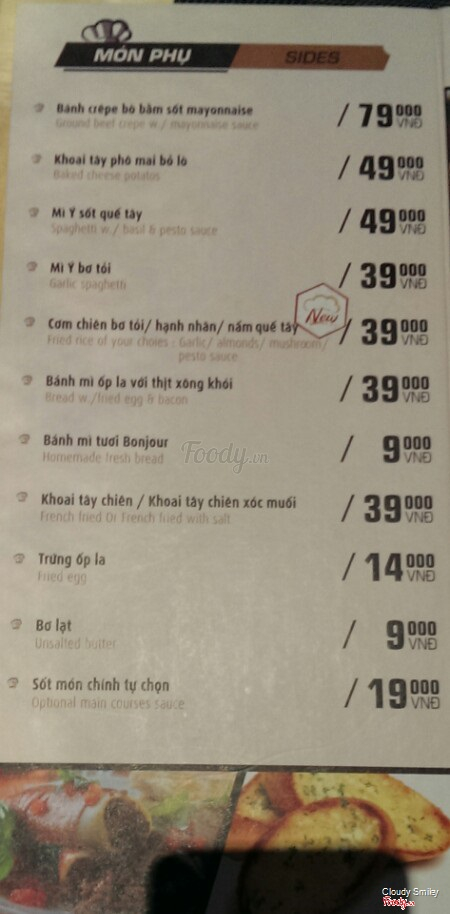 MÓN PHỤ SIDES
Bánh crêpe bò bằm sốt mayonnaise / 79 000 VNĐ
Ground beef crepe w./ mayonnaise sauce
Khoai tây phô mai bỏ lò / 49 000 VNĐ
Baked cheese potatos
Mì Ý sốt quế tây / 49 000 VNĐ
Spaghetti w./ Basil & pesto sauce
Mì Ý bơ tỏi / 39 000 VNĐ
Garlic spaghetti
New
Cơm chiên bơ tỏi/ hạnh nhân/ nấm quế tây / 39 000 VNĐ
Fried rice of your choies : Garlic/ almonds/ mushroom/
pesto sauce
Bánh mì ốp la với thịt xông khói / 39 000 VNĐ
Bread w./fried egg & bacon
Bánh mì tươi Bonjour / 9 000 VNĐ
Homemade fresh bread
Foody.vn
Khoai tây chiên / Khoai tây chiên xóc muối / 39 000 VNĐ
French fried Or French fried with salt
Trứng ốp la / 14 000 VNĐ
Fried egg
Bơ lạt / 9 000 VNĐ
Unsalted butter
Sốt món chính tự chọn / 19 000 VNĐ
Optional main courses sauce
Cloudy Smiley
Foody.vn